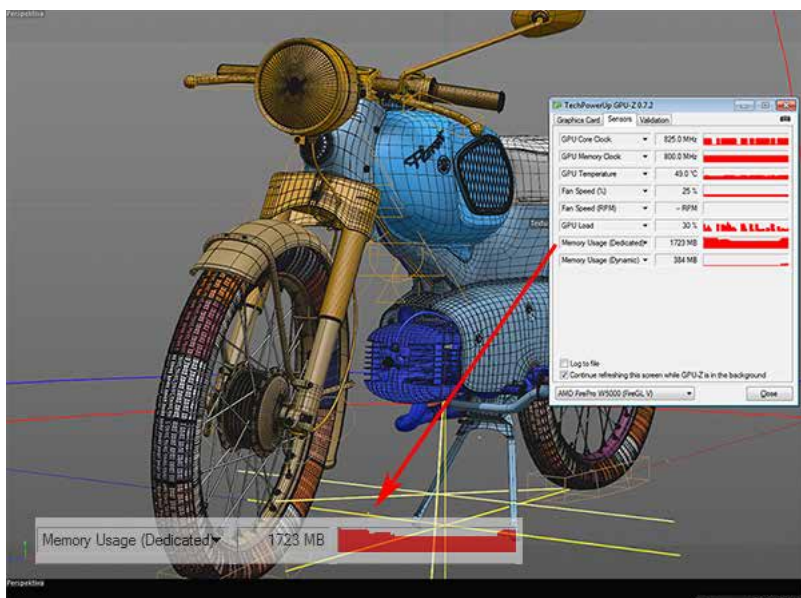 Perspektiva
Planet
TechPowerUp GPU-Z 0.7.2
Graphics Card Sensors Validation
GPU Core Clock 825.0 MHz
GPU Memory Clock 800.0 MHz
GPU Temperature 49.0 °C
Fan Speed (%) 25 %
Fan Speed (RPM) -- RPM
GPU Load 30 %
Memory Usage (Dedicated) 1723 MB
Memory Usage (Dynamic) 384 MB
Log to file
Continue refreshing this screen while GPU-Z is in the background
AMD FirePro W5000 (FireGL V)
Close
Memory Usage (Dedicated) 1723 MB
Perspektiva